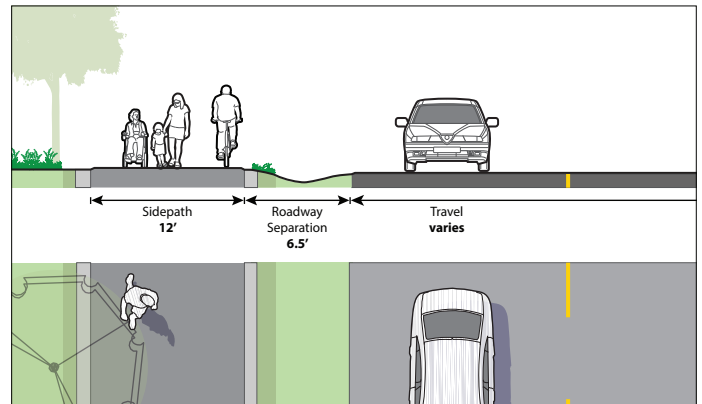 Sidepath
12’
Roadway
Separation
6.5’
Travel
varies